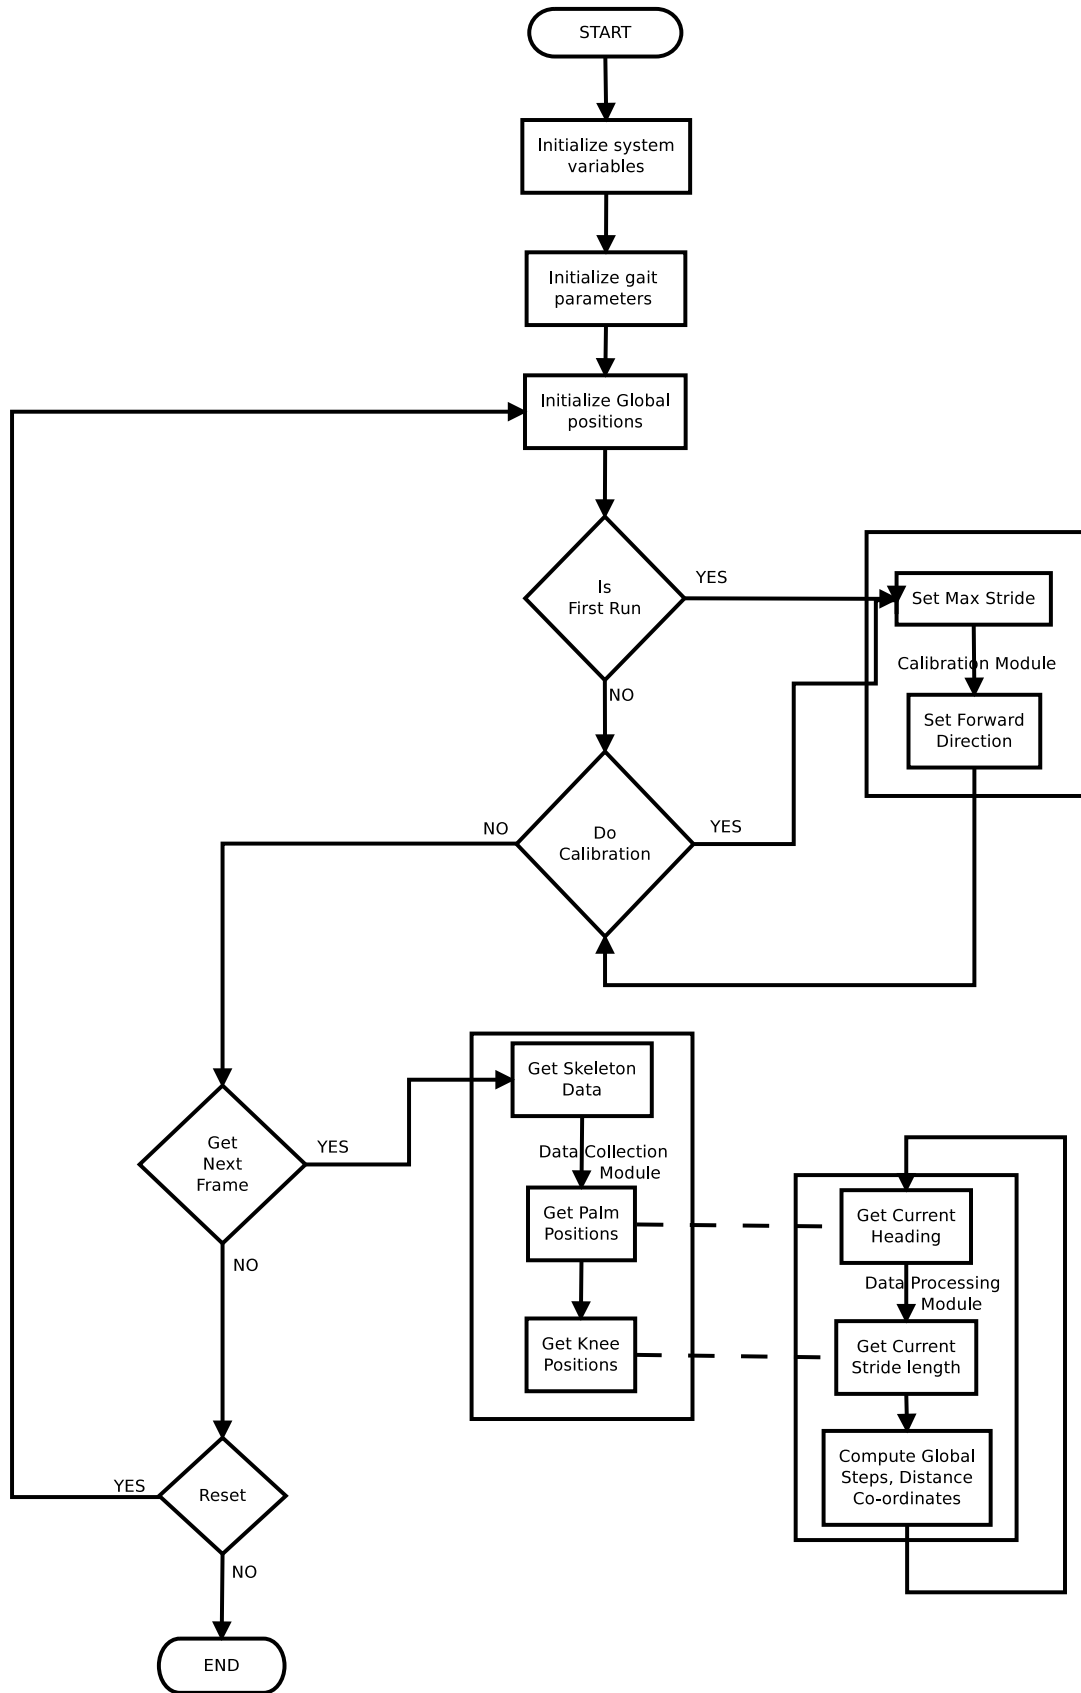 START
Initialize system
variables
Initialize gait
parameters
Initialize Global
positions
Is
First Run
YES
NO
Set Max Stride
Calibration Module
Set Forward
Direction
Do
Calibration
YES
NO
Get
Next
Frame
YES
NO
Get Skeleton
Data
Data Collection
Module
Get Palm
Positions
Get Knee
Positions
Get Current
Heading
Data Processing
Module
Get Current
Stride length
Compute Global
Steps, Distance
Co-ordinates
Reset
YES
NO
END